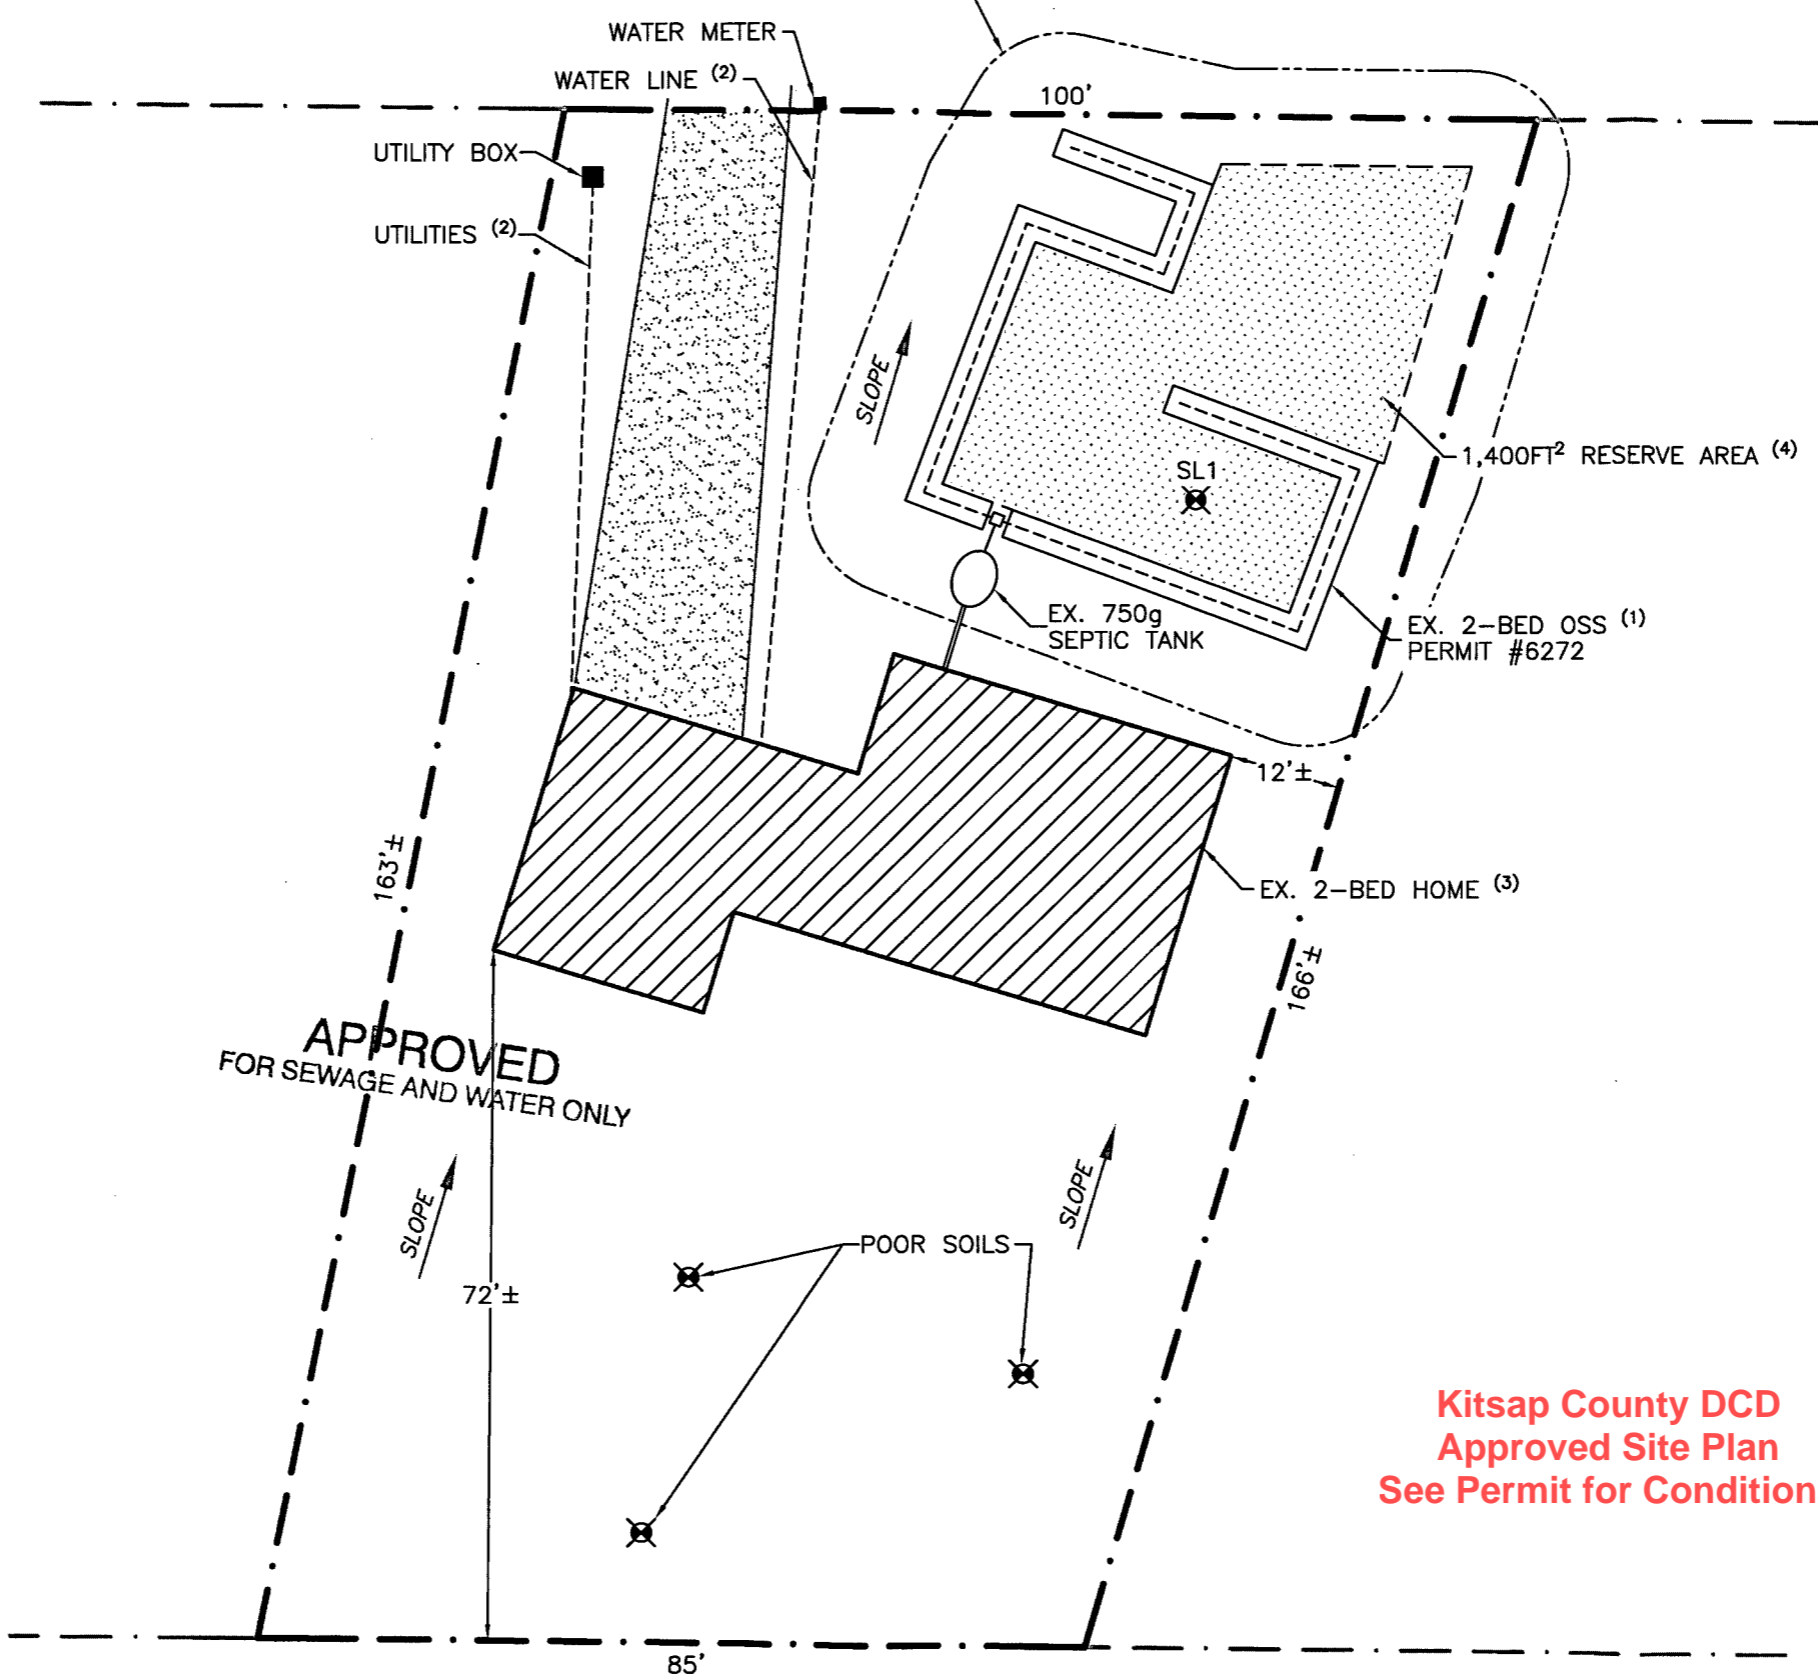 WATER METER
WATER LINE (2)
100'
UTILITY BOX
UTILITIES (2)
SLOPE
1,400FT² RESERVE AREA (4)
SL1
EX. 750g
SEPTIC TANK
EX. 2-BED OSS (1)
PERMIT #6272
12'±
163'±
EX. 2-BED HOME (3)
166'±
APPROVED
FOR SEWAGE AND WATER ONLY
SLOPE
SLOPE
POOR SOILS
72'±
Kitsap County DCD
Approved Site Plan
See Permit for Condition
85'